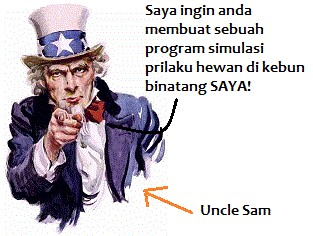 Saya ingin anda
membuat sebuah
program simulasi
prilaku hewan di kebun
binatang SAYA!
Uncle Sam